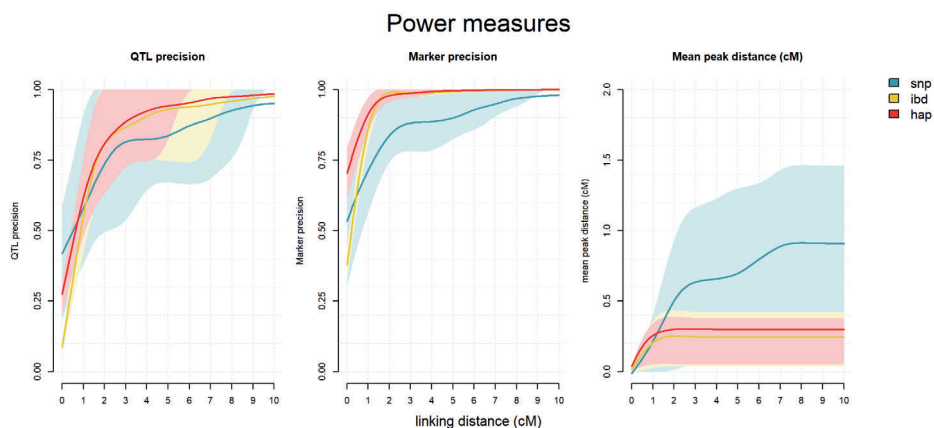 Power measures
QTL precision
QTL precision
0.00 0.25 0.50 0.75 1.00
0 1 2 3 4 5 6 7 8 9 10
Marker precision
Marker precision
0.00 0.25 0.50 0.75 1.00
0 1 2 3 4 5 6 7 8 9 10
linking distance (cM)
Mean peak distance (cM)
mean peak distance (cM)
0.0 0.5 1.0 1.5 2.0
0 1 2 3 4 5 6 7 8 9 10
snp
ibd
hap